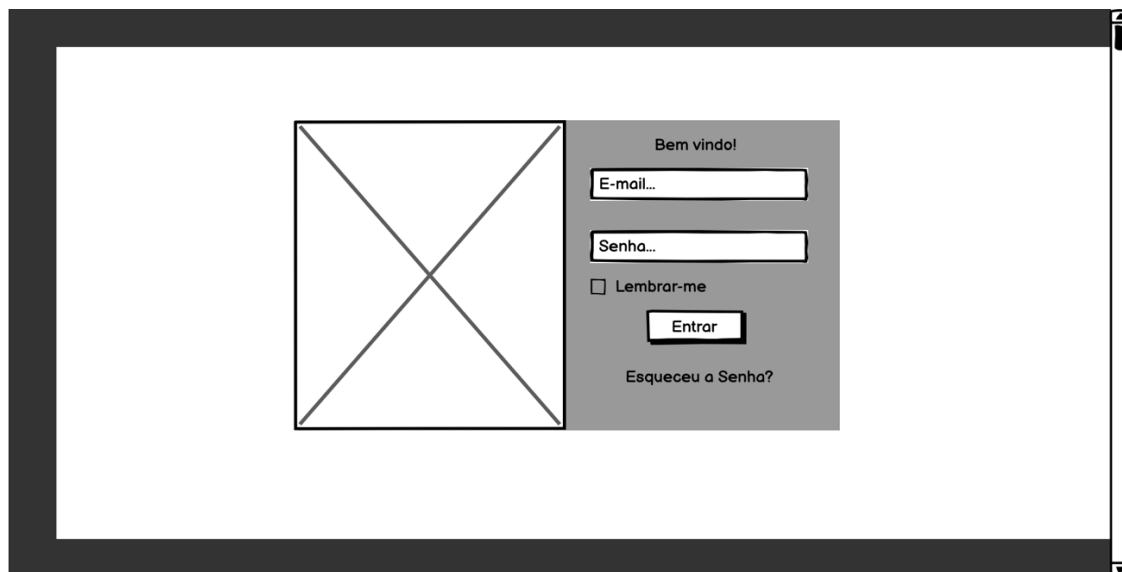 Bem vindo!
E-mail...
Senha...
Lembrar-me
Entrar
Esqueceu a Senha?